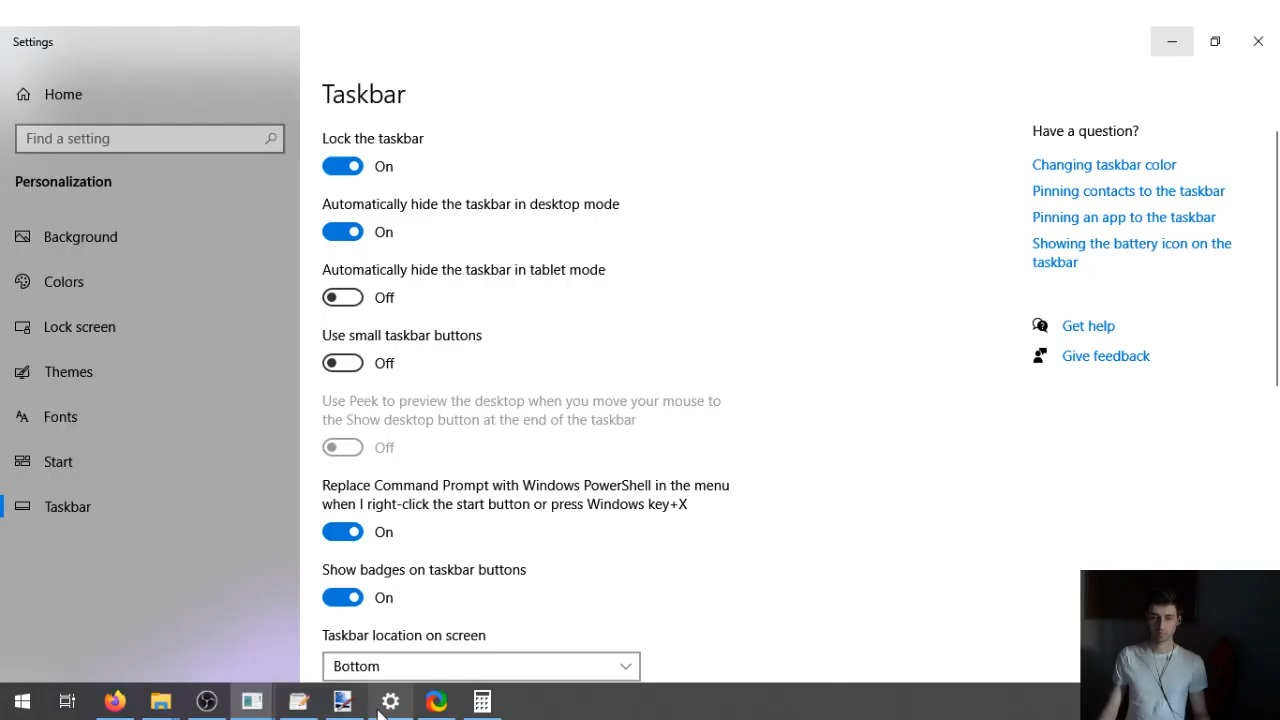 Settings
Home
Find a setting
Personalization
Background
Colors
Lock screen
Themes
Fonts
Start
Taskbar
Taskbar
Lock the taskbar
On
Automatically hide the taskbar in desktop mode
On
Automatically hide the taskbar in tablet mode
Off
Use small taskbar buttons
Off
Use Peek to preview the desktop when you move your mouse to
the Show desktop button at the end of the taskbar
Off
Replace Command Prompt with Windows PowerShell in the menu
when I right-click the start button or press Windows key+X
On
Show badges on taskbar buttons
On
Taskbar location on screen
Bottom
Have a question?
Changing taskbar color
Pinning contacts to the taskbar
Pinning an app to the taskbar
Showing the battery icon on the
taskbar
Get help
Give feedback